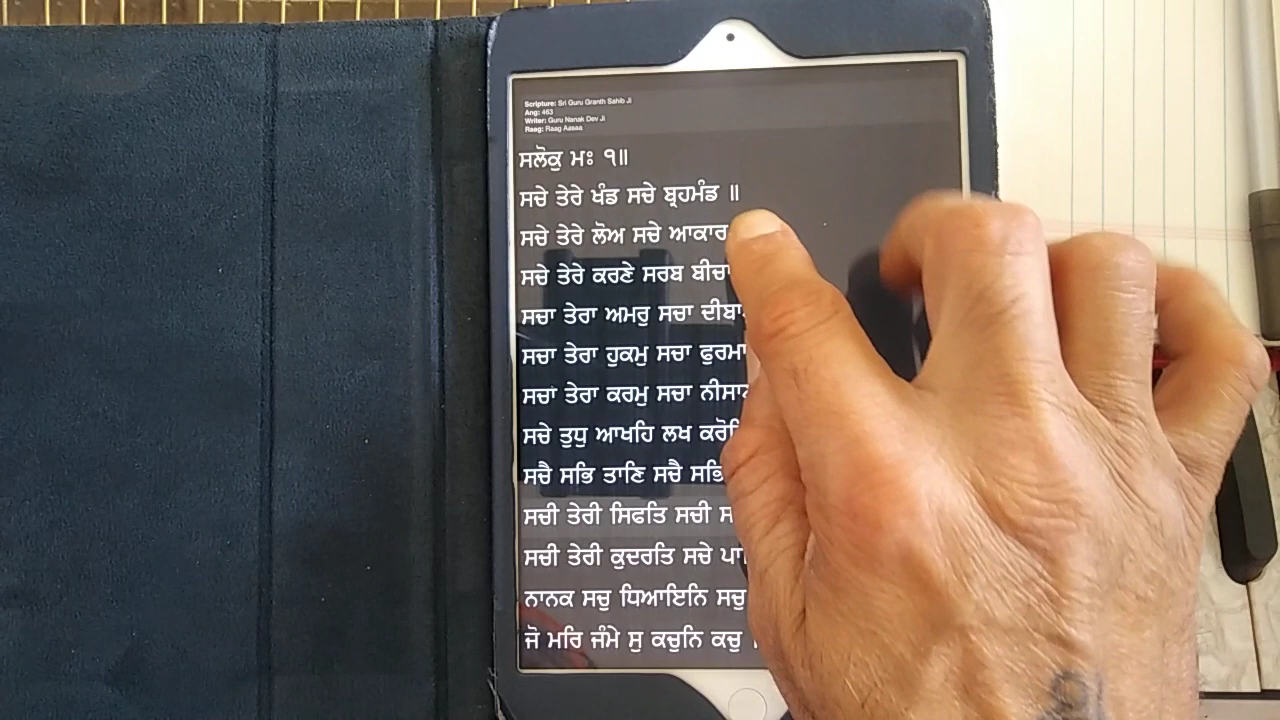 Scripture: Sri Guru Granth Sahib Ji
Ang: 463
Writer: Guru Nanak Dev Ji
Raag: Raag Aasaa
ਸਲੋਕੁ ਮਃ ੧॥
ਸਚੇ ਤੇਰੇ ਖੰਡ ਸਚੇ ਬ੍ਰਹਮੰਡ ॥
ਸਚੇ ਤੇਰੇ ਲੋਅ ਸਚੇ ਆਕਾਰ
ਸਚੇ ਤੇਰੇ ਕਰਣੇ ਸਰਬ
ਸਚਾ ਤੇਰਾ ਅਮਰੁ ਸਚਾ
ਸਚਾ ਤੇਰਾ ਹੁਕਮੁ ਸਚਾ
ਸਚਾ ਤੇਰਾ ਕਰਮੁ ਸਚਾ
ਸਚੇ ਤੁਧੁ ਆਖਹਿ ਲਖ
ਸਚੈ ਸਭਿ ਤਾਣਿ ਸਚੈ ਸਭਿ
ਸਚੀ ਤੇਰੀ ਸਿਫਤਿ ਸਚੀ
ਸਚੀ ਤੇਰੀ ਕੁਦਰਤਿ ਸਚੇ
ਨਾਨਕ ਸਚੁ ਧਿਆਇਨਿ ਸਚੁ
ਜੋ ਮਰਿ ਜੰਮੇ ਸੁ ਕਚੁਨਿ ਕਚੁ